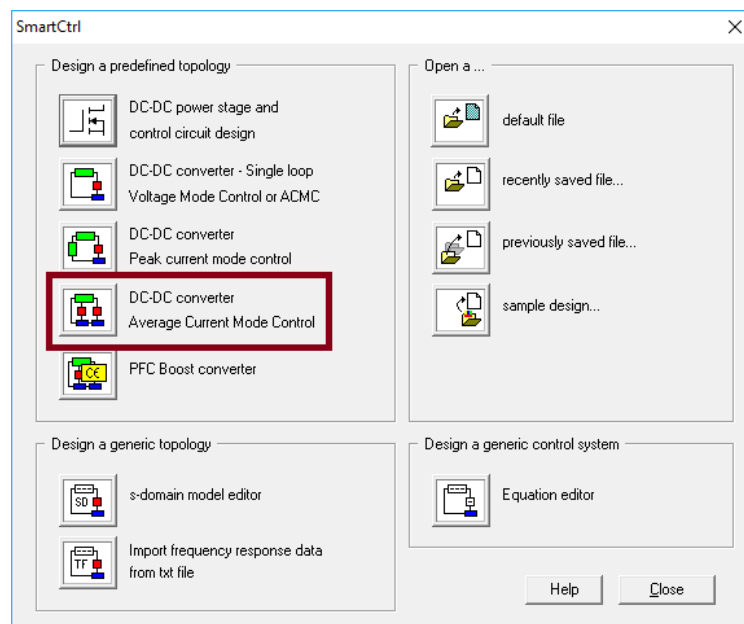 SmartCtrl
Design a predefined topology
DC-DC power stage and
control circuit design
DC-DC converter - Single loop
Voltage Mode Control or ACMC
DC-DC converter
Peak current mode control
DC-DC converter
Average Current Mode Control
CE
PFC Boost converter
Open a ...
default file
recently saved file...
previously saved file...
sample design...
Design a generic topology
SD
s-domain model editor
TF
Import frequency response data
from txt file
Design a generic control system
Equation editor
Help
Close